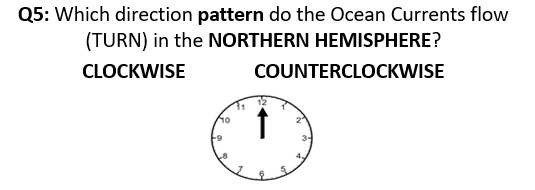 Q5: Which direction pattern do the Ocean Currents flow
(TURN) in the NORTHERN HEMISPHERE?
CLOCKWISE COUNTERCLOCKWISE
12
11 1
10 2
9 3
8 4
7 5
6